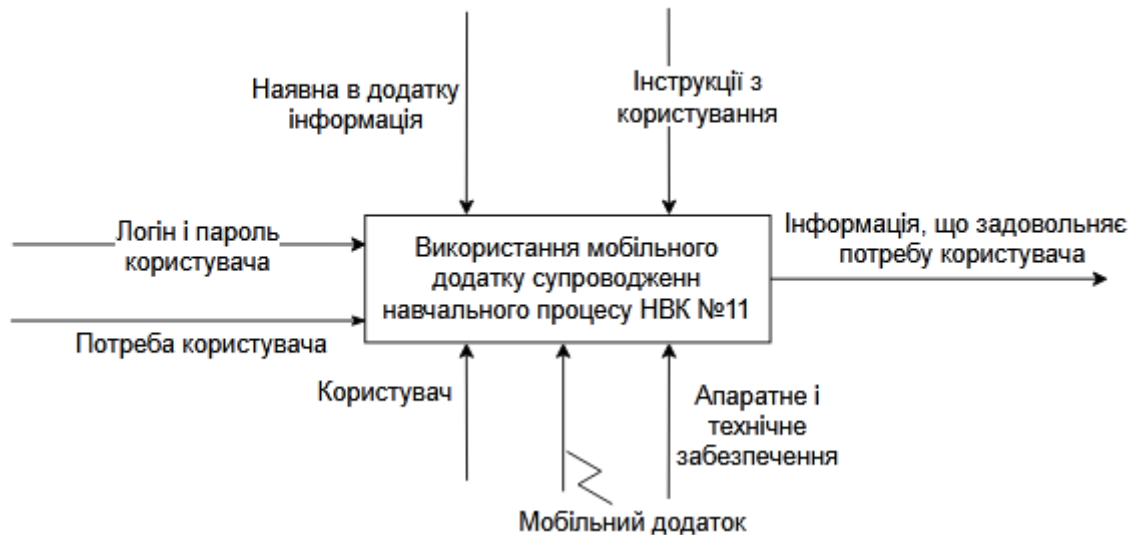 Наявна в додатку
інформація
Інструкції з
користування
Логін і пароль
користувача
Використання мобільного
додатку супроводженн
навчального процесу НВК №11
Інформація, що задовольняє
потребу користувача
Потреба користувача
Користувач
Апаратне і
технічне
забезпечення
Мобільний додаток